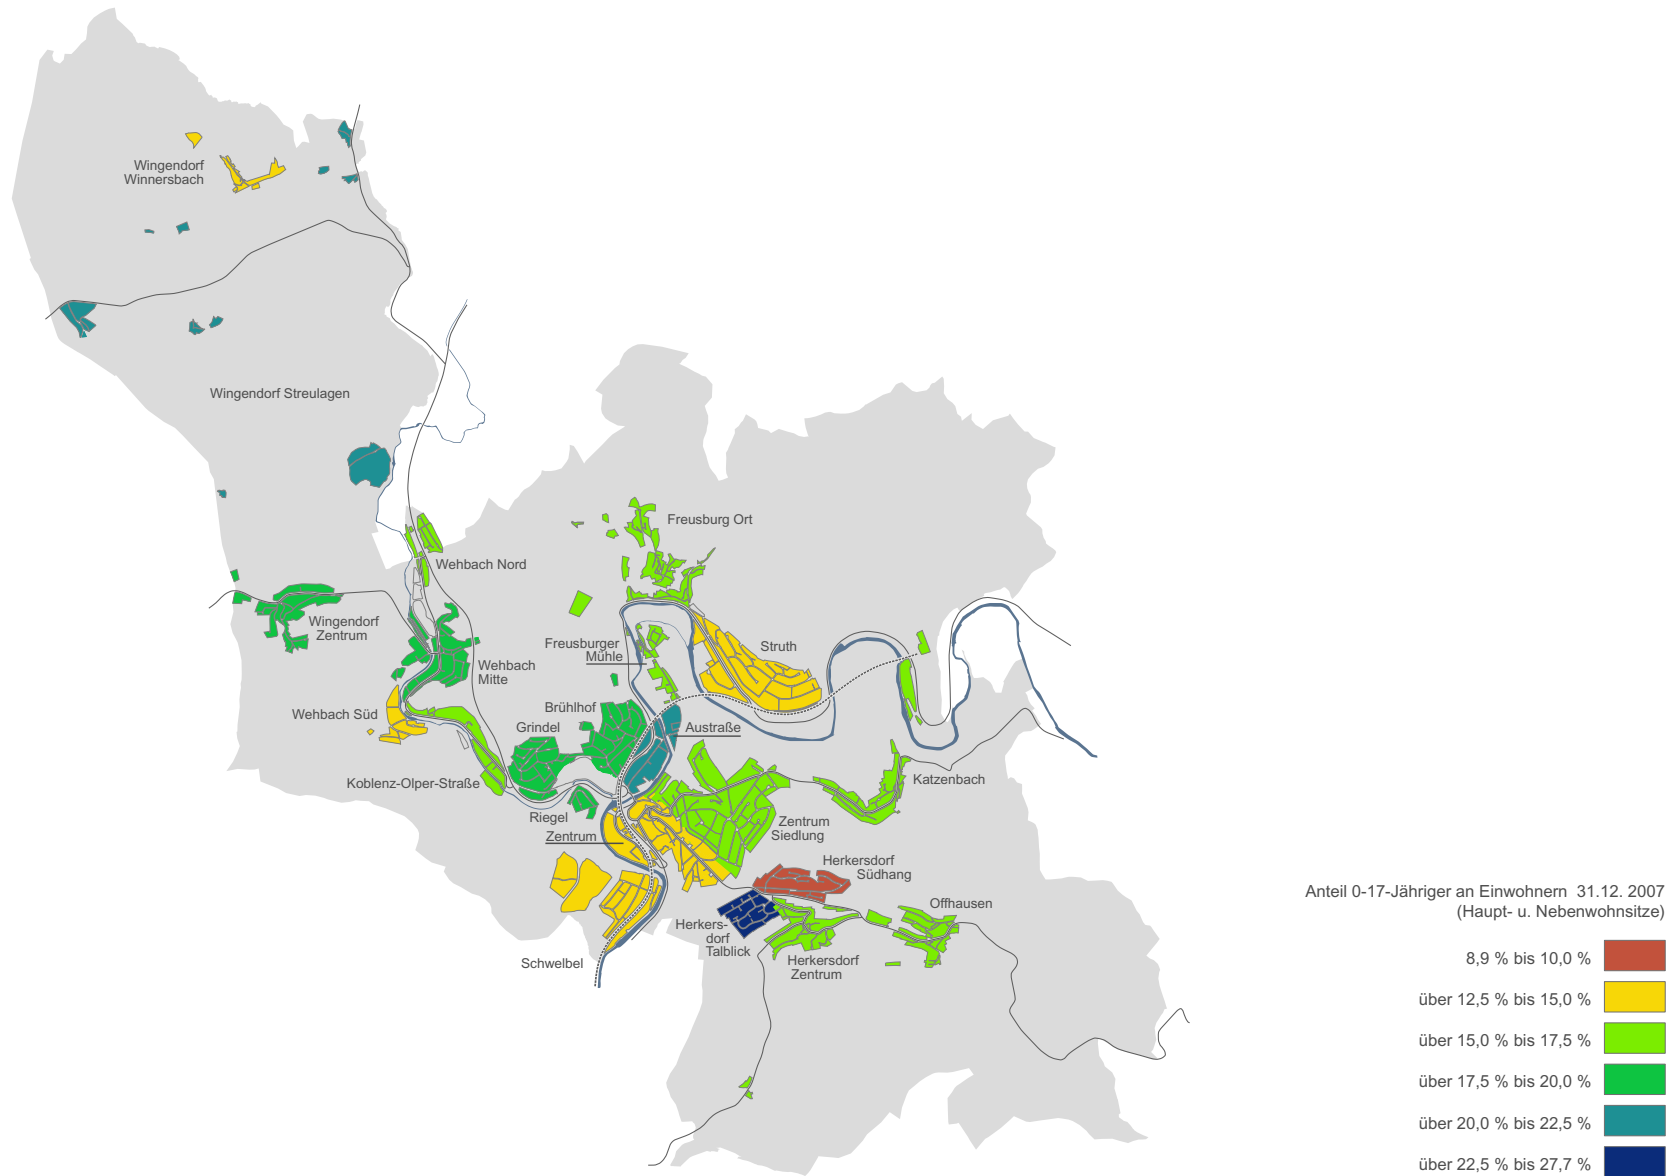 Wingendorf
Winnersbach
Wingendorf Streulagen
Freusburg Ort
Wehbach Nord
Wingendorf
Zentrum
Freusburger
Mühle
Struth
Wehbach
Mitte
Wehbach Süd
Brühlhof
Grindel
Austraße
Koblenz-Olper-Straße
Katzenbach
Riegel
Zentrum
Zentrum
Siedlung
Herkersdorf
Südhang
Offhausen
Herkers-
dorf
Talblick
Schwelbel
Herkersdorf
Zentrum
Anteil 0-17-Jähriger an Einwohnern 31.12. 2007
(Haupt- u. Nebenwohnsitze)
8,9 % bis 10,0 %
über 12,5 % bis 15,0 %
über 15,0 % bis 17,5 %
über 17,5 % bis 20,0 %
über 20,0 % bis 22,5 %
über 22,5 % bis 27,7 %